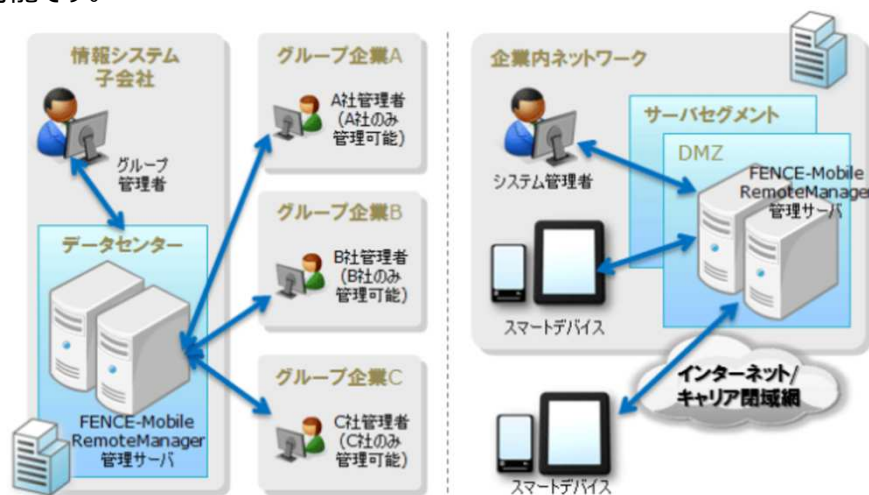 可能です。
情報システム
子会社
グループ
管理者
データセンター
FENCE-Mobile
RemoteManager
管理サーバ
グループ企業A
A社管理者
(A社のみ
管理可能)
グループ企業B
B社管理者
(B社のみ
管理可能)
グループ企業C
C社管理者
(C社のみ
管理可能)
企業内ネットワーク
システム管理者
サーバセグメント
DMZ
FENCE-Mobile
RemoteManager
管理サーバ
スマートデバイス
インターネット/
キャリア閉域網
スマートデバイス